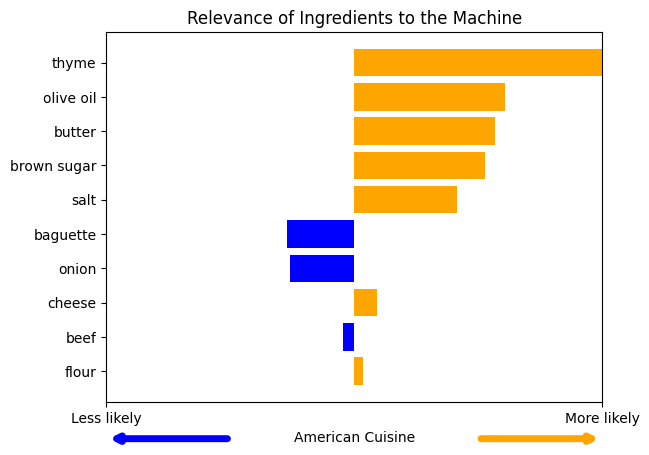 Relevance of Ingredients to the Machine
thyme
olive oil
butter
brown sugar
salt
baguette
onion
cheese
beef
flour
Less likely
More likely
American Cuisine